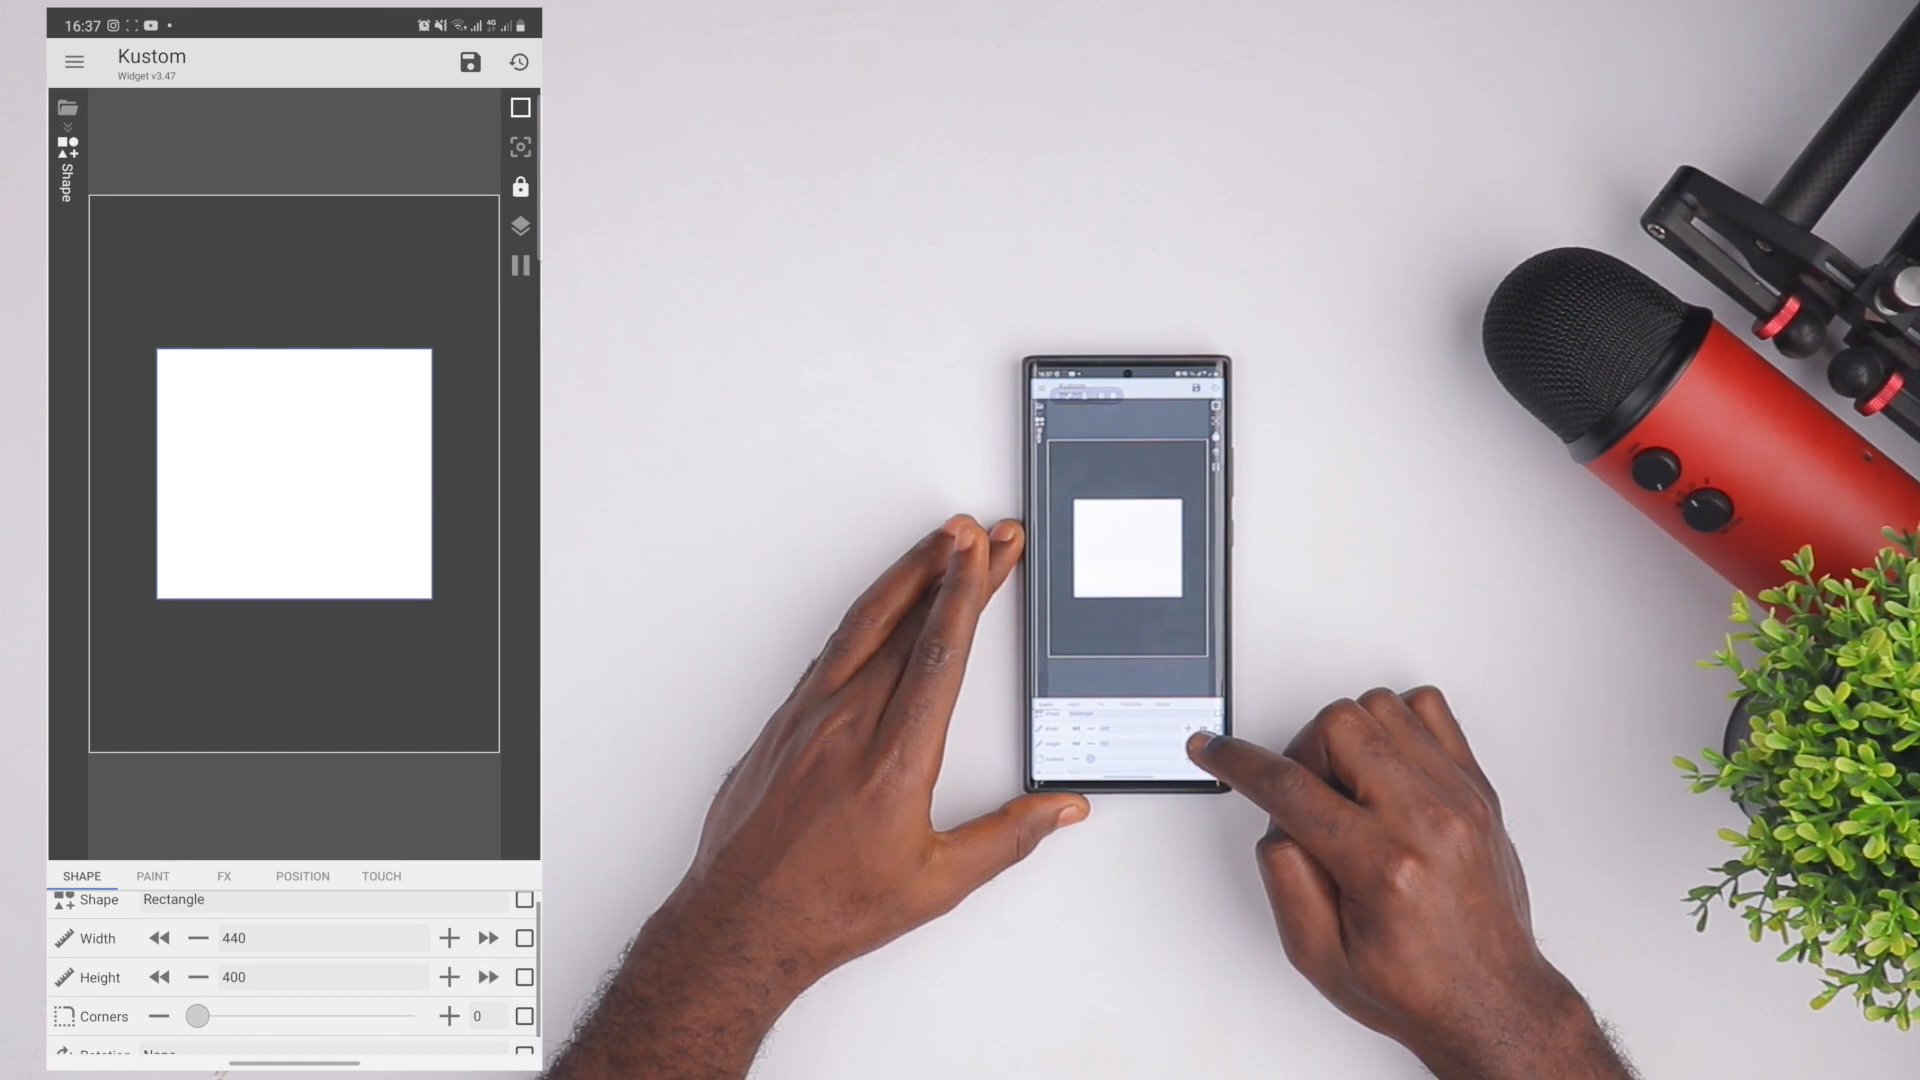 16:37
4G
Kustom
Widget v3.47
Shape
SHAPE PAINT FX POSITION TOUCH
Shape Rectangle
Width 440
Height 400
Corners 0